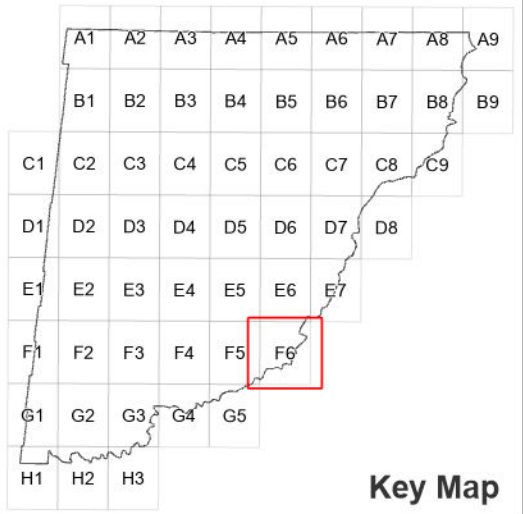 A1 A2 A3 A4 A5 A6 A7 A8 A9
B1 B2 B3 B4 B5 B6 B7 B8 B9
C1 C2 C3 C4 C5 C6 C7 C8 C9
D1 D2 D3 D4 D5 D6 D7 D8
E1 E2 E3 E4 E5 E6 E7
F1 F2 F3 F4 F5 F6
G1 G2 G3 G4 G5
H1 H2 H3
Key Map